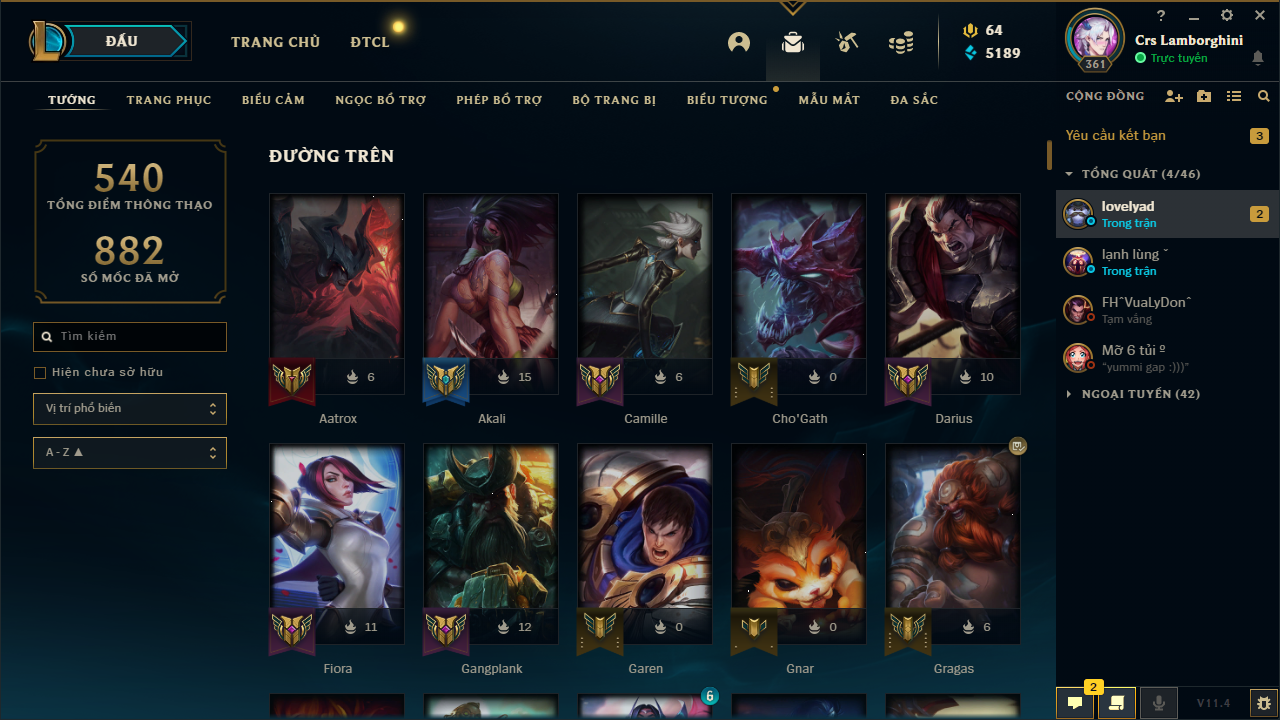 ĐẤU
TRANG CHỦ
ĐTCL
64
5189
?
361
Crs Lamborghini
Trực tuyến
TƯỚNG
TRANG PHỤC
BIỂU CẢM
NGỌC BỔ TRỢ
PHÉP BỔ TRỢ
BỘ TRANG BỊ
BIỂU TƯỢNG
MẪU MẮT
ĐA SẮC
CỘNG ĐỒNG
540
TỔNG ĐIỂM THÔNG THẠO
882
SỐ MỐC ĐÃ MỞ
Tìm kiếm
Hiện chưa sở hữu
Vị trí phổ biến
A - Z
ĐƯỜNG TRÊN
6
15
6
0
10
Aatrox
Akali
Camille
Cho'Gath
Darius
11
12
0
0
6
Fiora
Gangplank
Garen
Gnar
Gragas
6
Yêu cầu kết bạn
3
TỔNG QUÁT (4/46)
lovelyad
Trong trận
2
lạnh lùng ˇ
Trong trận
FHˆVuaLyDonˆ
Tạm vắng
Mỡ 6 tủi º
"yummi gap :)))"
NGOẠI TUYẾN (42)
2
V11.4